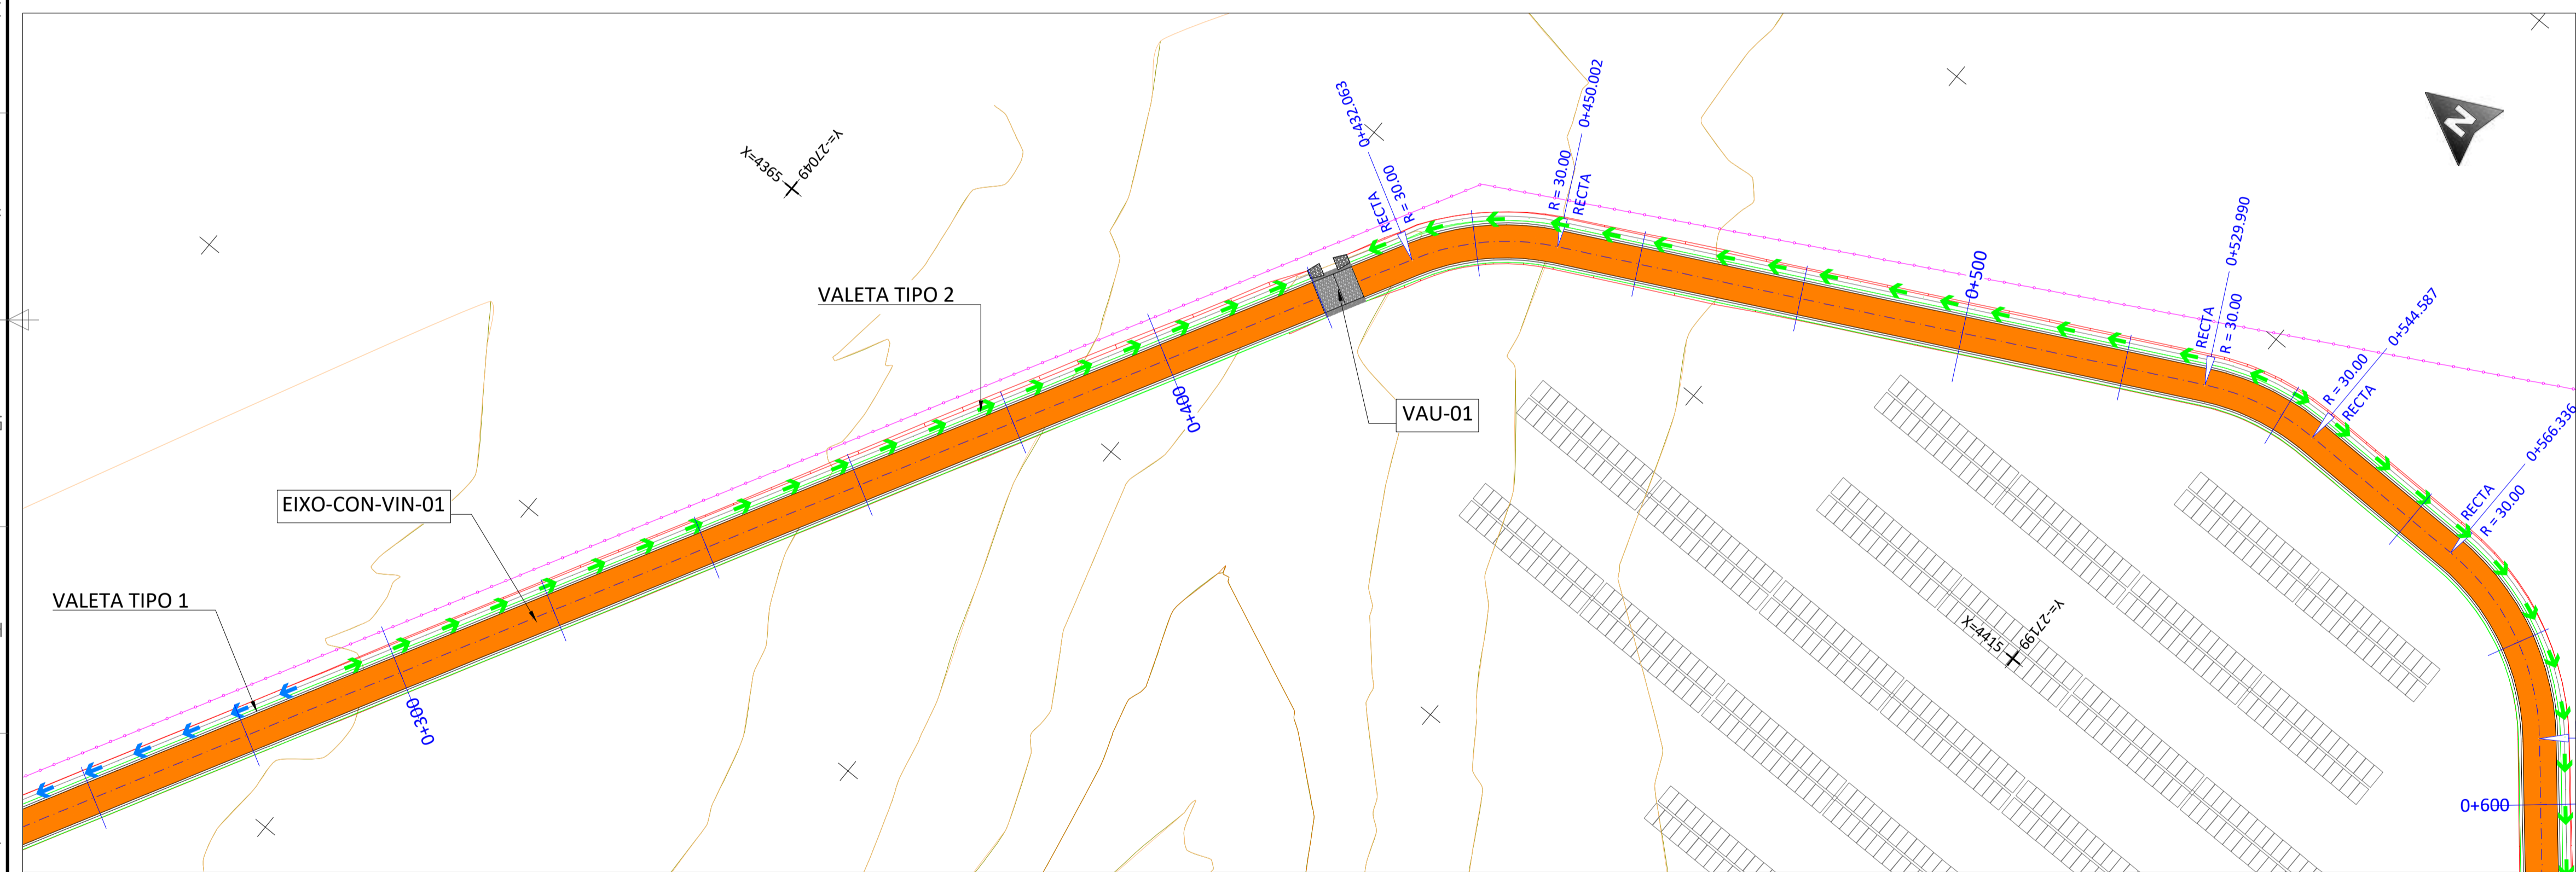 0+432.063
RECTA
R = 30.00
0+450.002
R = 30.00
RECTA
N
X=4365
Y=-27049
VALETA TIPO 2
0+500
0+529.990
RECTA
R = 30.00
0+544.587
R = 30.00
RECTA
0+400
VAU-01
0+566.336
RECTA
R = 30.00
EIXO-CON-VIN-01
VALETA TIPO 1
X=4415
Y=-27199
0+300
0+600